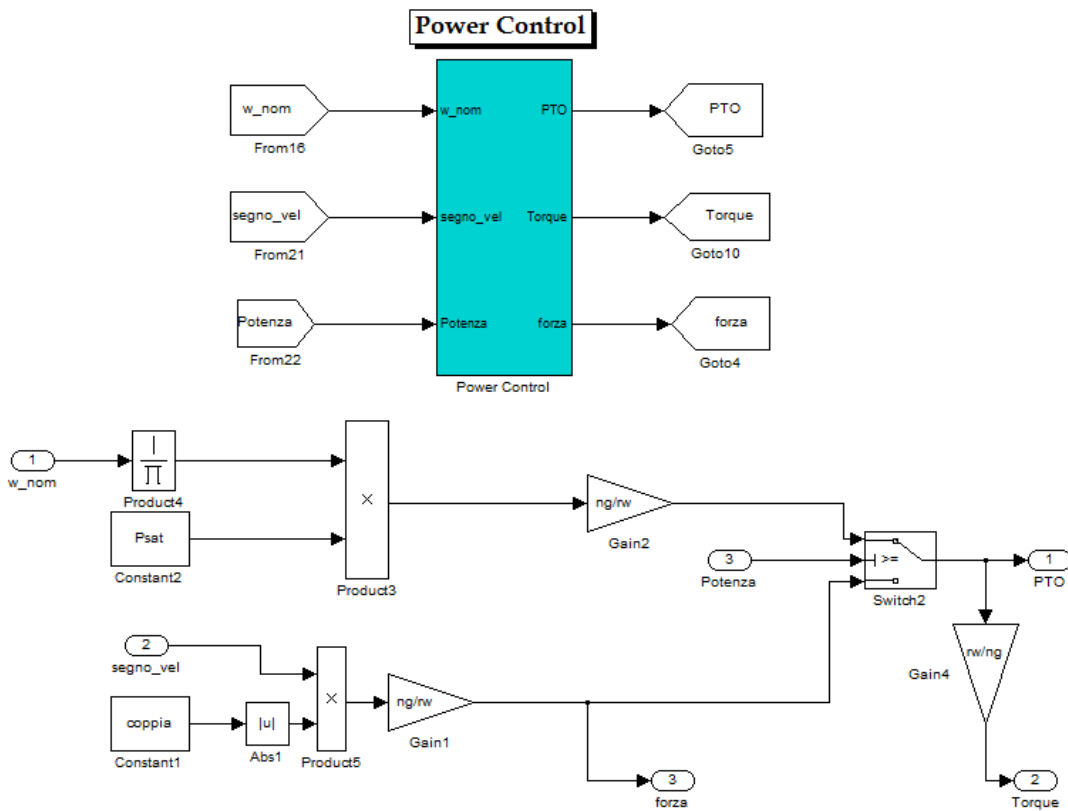 Power Control
w_nom
From16
segno_vel
From21
Potenza
From22
w_nom
segno_vel
Potenza
PTO
Torque
forza
Power Control
PTO
Goto5
Torque
Goto10
forza
Goto4
1
w_nom
1
∏
Product4
Psat
Constant2
×
Product3
ng/rw
Gain2
3
Potenza
>=
Switch2
1
PTO
rw/ng
Gain4
2
Torque
2
segno_vel
coppia
Constant1
|u|
Abs1
×
Product5
ng/rw
Gain1
3
forza